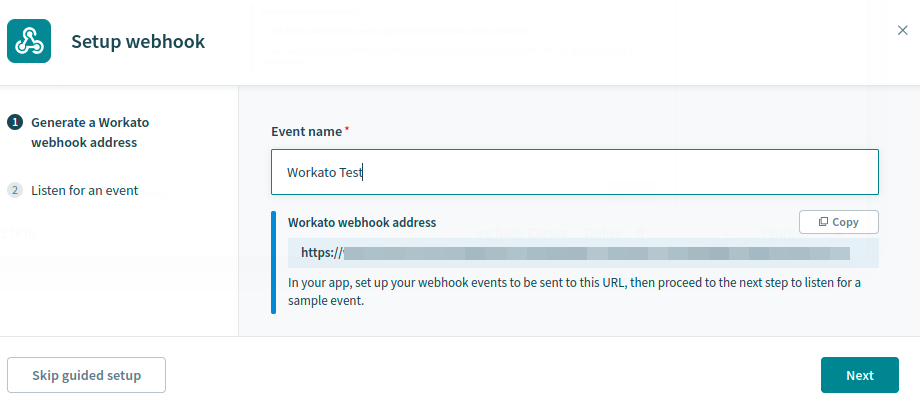 Setup webhook
1 Generate a Workato
webhook address
2 Listen for an event
Event name *
Workato Test
Workato webhook address
Copy
https://
In your app, set up your webhook events to be sent to this URL, then proceed to the next step to listen for a
sample event.
Skip guided setup
Next